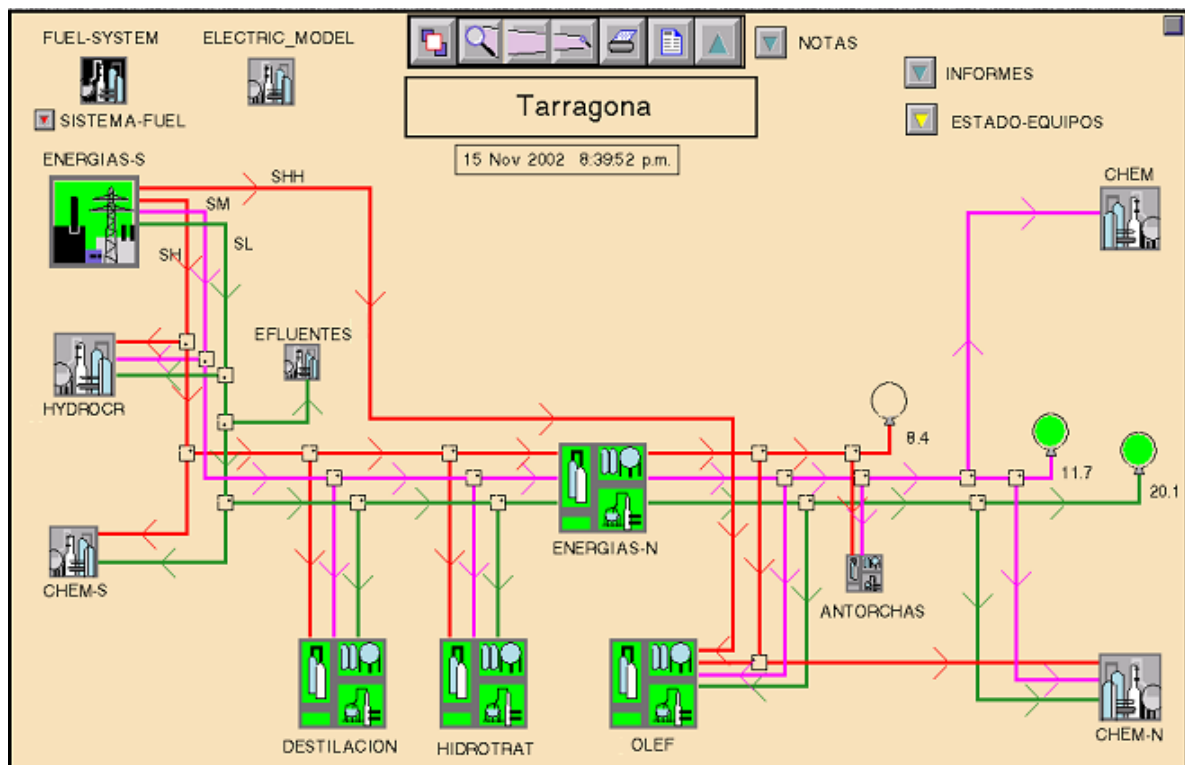 FUEL-SYSTEM
ELECTRIC_MODEL
NOTAS
INFORMES
Tarragona
SISTEMA-FUEL
ESTADO-EQUIPOS
15 Nov 2002 8:39:52 p.m.
ENERGIAS-S
SHH
CHEM
SM
SL
SH
EFLUENTES
HYDROCR
8.4
11.7
20.1
ENERGIAS-N
CHEM-S
ANTORCHAS
DESTILACION
HIDROTRAT
OLEF
CHEM-N